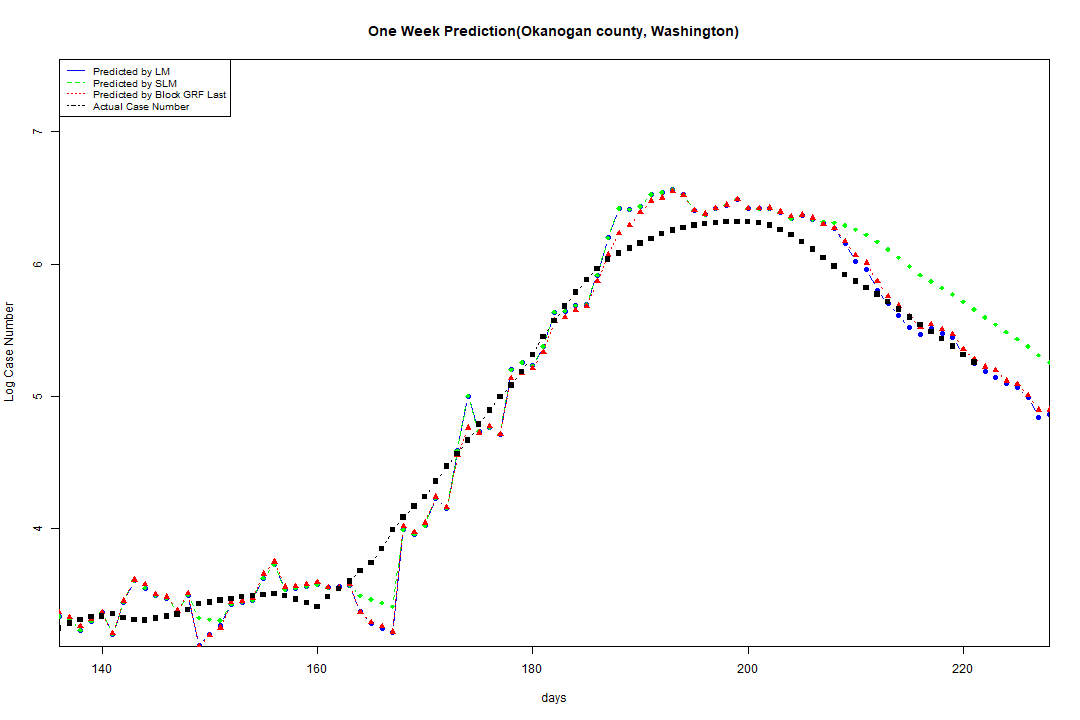 One Week Prediction(Okanogan county, Washington)
Predicted by LM
Predicted by SLM
Predicted by Block GRF Last
Actual Case Number
7
6
5
4
Log Case Number
140 160 180 200 220
days